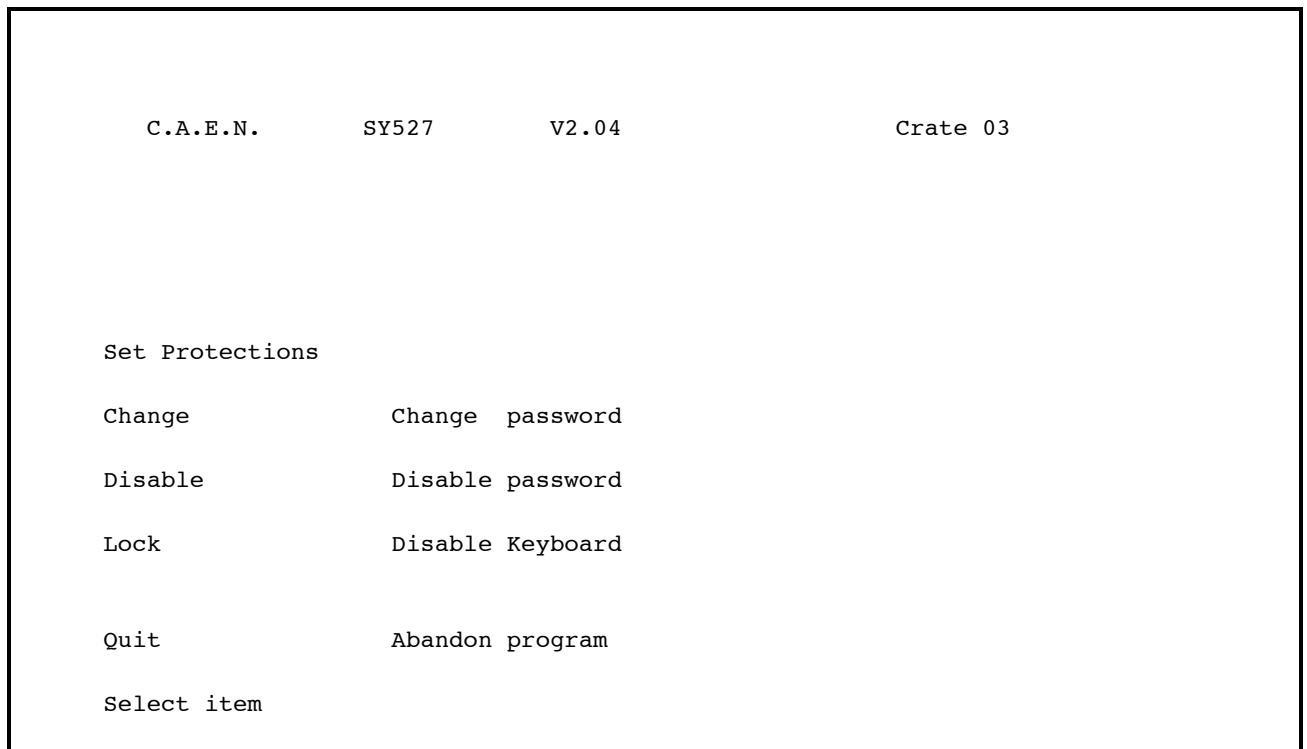 C.A.E.N. SY527 V2.04 Crate 03
Set Protections
Change Change password
Disable Disable password
Lock Disable Keyboard
Quit Abandon program
Select item